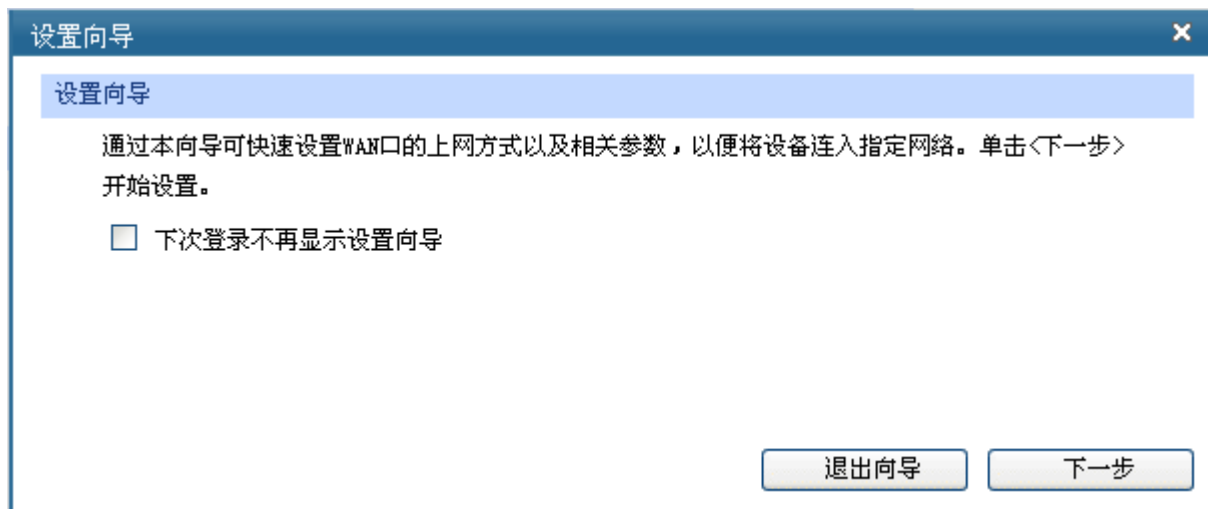 设置向导
设置向导
通过本向导可快速设置WAN口的上网方式以及相关参数，以便将设备连入指定网络。单击<下一步>
开始设置。
下次登录不再显示设置向导
退出向导
下一步